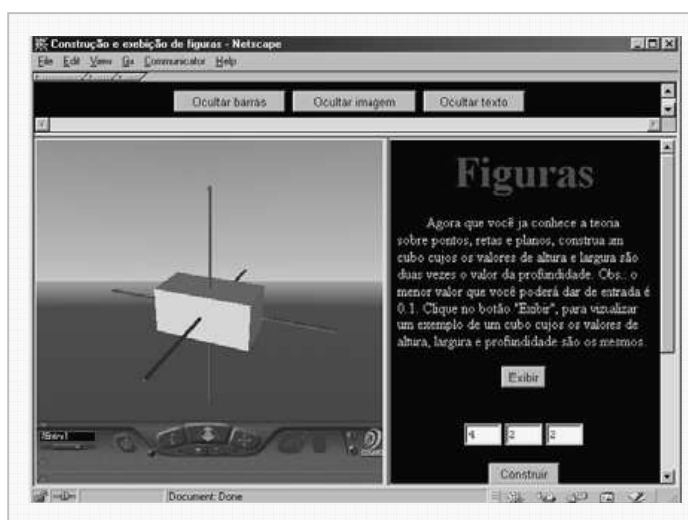 Construção e exebição de figuras - Netscape
File Edit View Go Communicator Help
Ocultar barras Ocultar imagem Ocultar texto
Figuras
Agora que você ja conhece a teoria
sobre pontos, retas e planos, construa um
cubo cujos os valores de altura e largura são
duas vezes o valor da profundidade. Obs.: o
menor valor que você poderá dar de entrada é
0.1. Clique no botão "Exibir", para vizualizar
um exemplo de um cubo cujos os valores de
altura, largura e profundidade são os mesmos.
Exibir
4 2 2
Construir
Document: Done